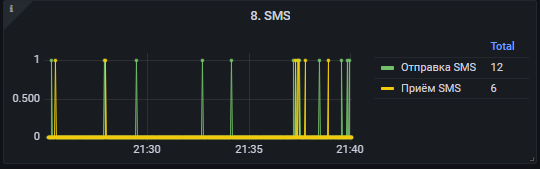 i
8. SMS
Total
1
0.500
0
21:30
21:35
21:40
Отправка SMS 12
Приём SMS 6